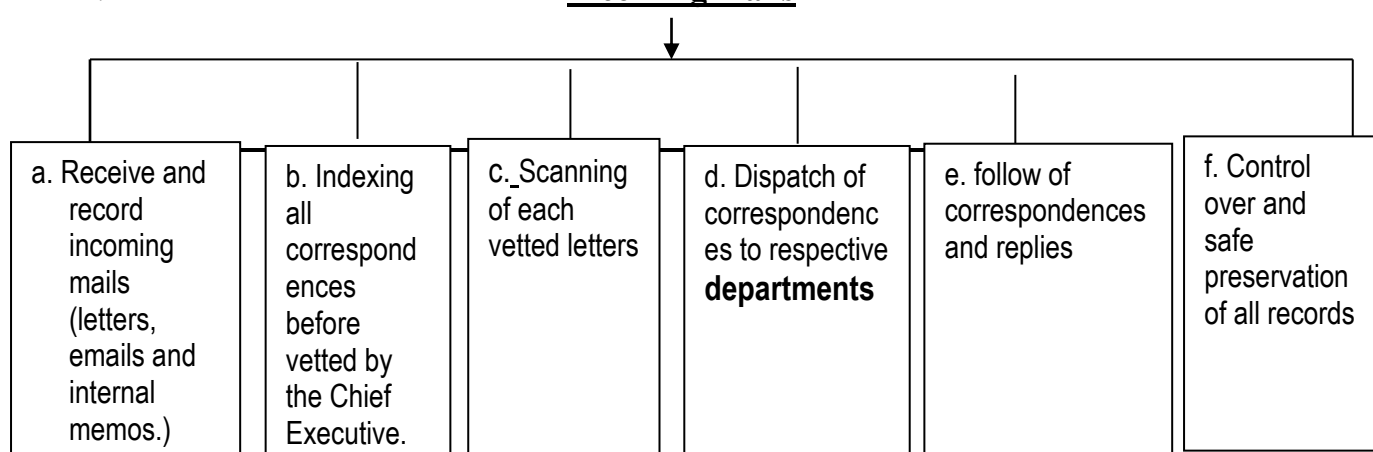 a. Receive and
record
incoming
mails
(letters,
emails and
internal
memos.)
b. Indexing
all
correspond
ences
before
vetted by
the Chief
Executive.
c. Scanning
of each
vetted letters
d. Dispatch of
correspondenc
es to respective
departments
e. follow of
correspondences
and replies
f. Control
over and
safe
preservation
of all records